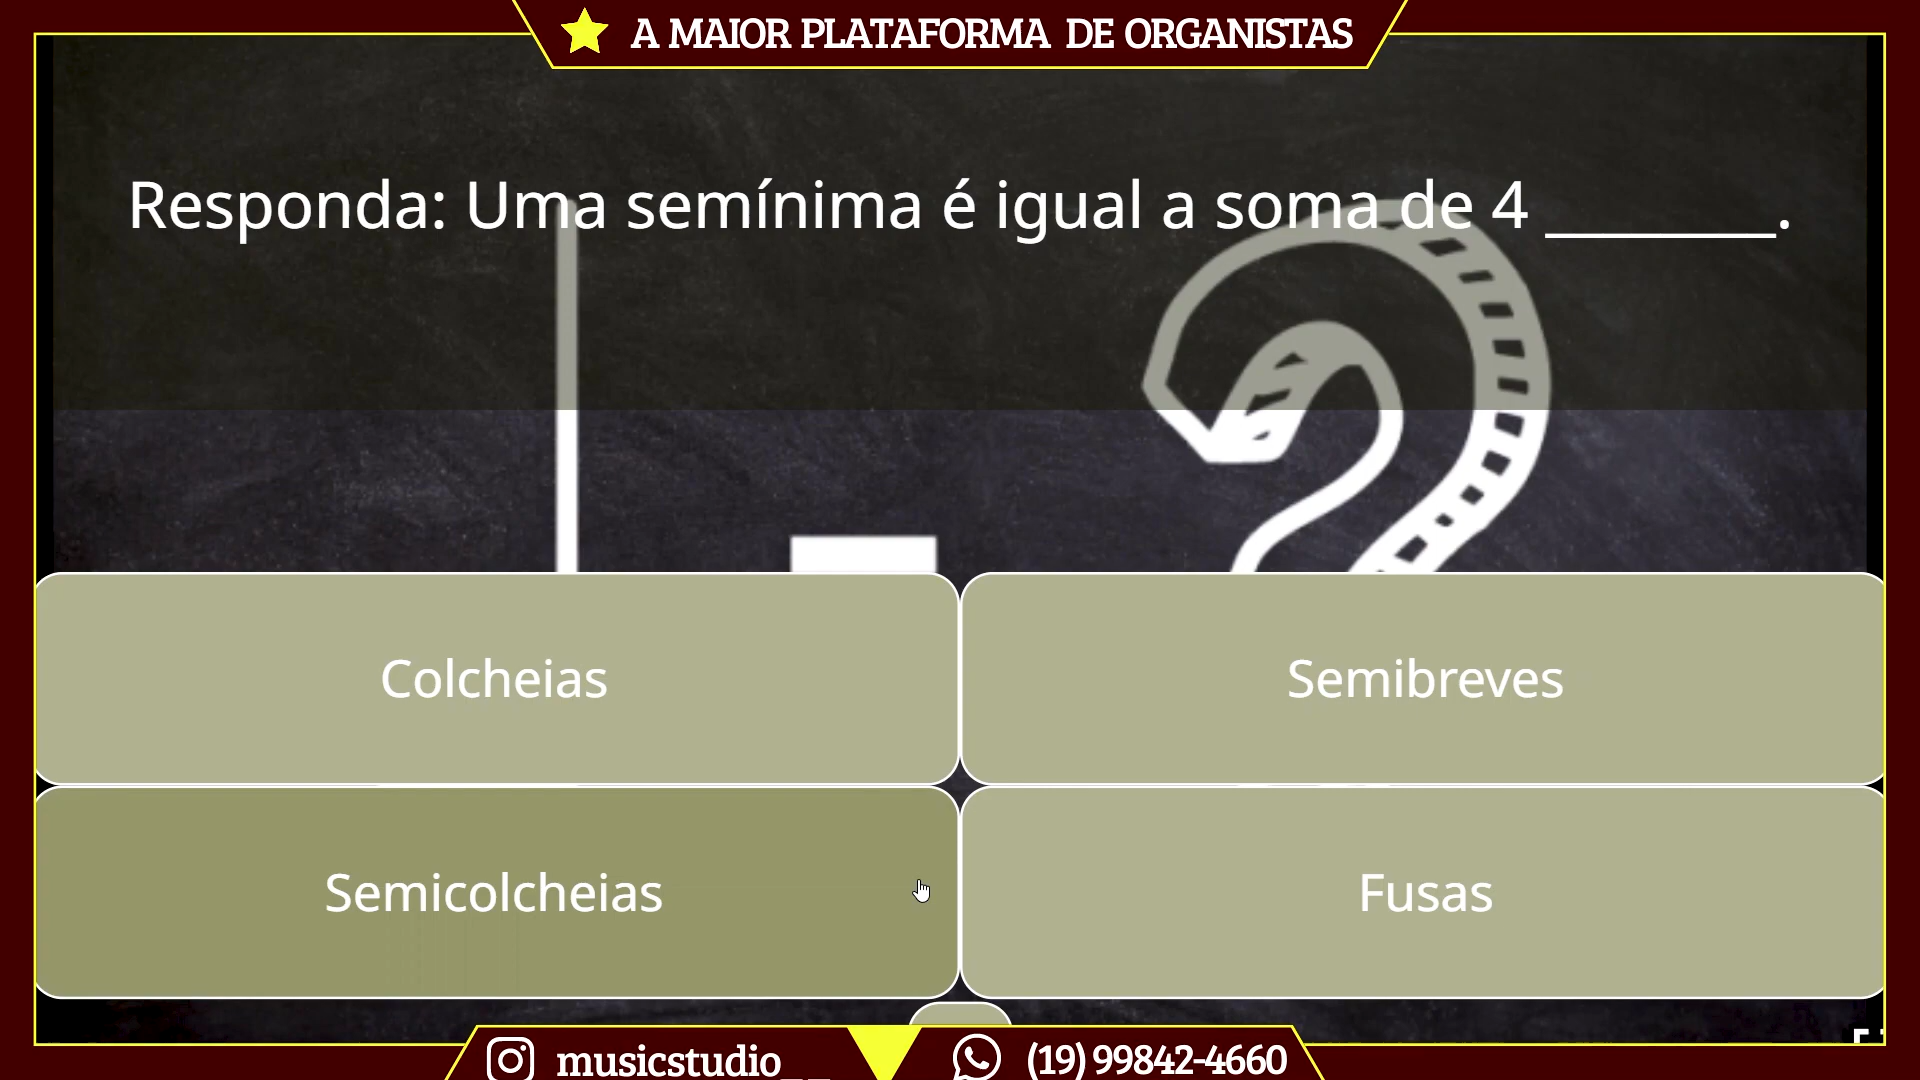 A MAIOR PLATAFORMA DE ORGANISTAS
Responda: Uma semínima é igual a soma de 4 ________.
Colcheias
Semibreves
Semicolcheias
Fusas
musicstudio__
(19) 99842-4660